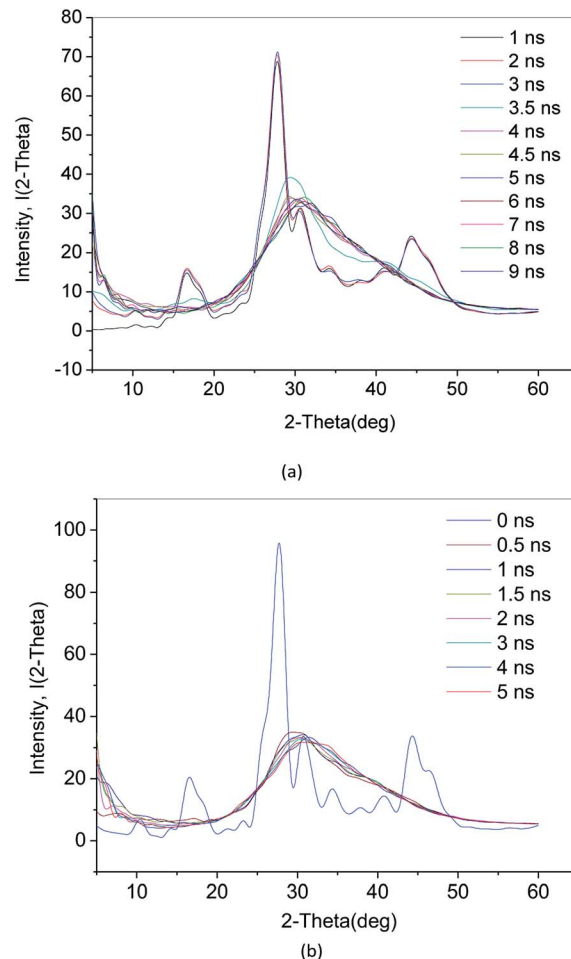 80
70
60
50
40
30
20
10
0
-10
Intensity, I(2-Theta)
1 ns
2 ns
3 ns
3.5 ns
4 ns
4.5 ns
5 ns
6 ns
7 ns
8 ns
9 ns
10 20 30 40 50 60
2-Theta(deg)
(a)
100
80
60
40
20
0
Intensity, I(2-Theta)
0 ns
0.5 ns
1 ns
1.5 ns
2 ns
3 ns
4 ns
5 ns
10 20 30 40 50 60
2-Theta(deg)
(b)